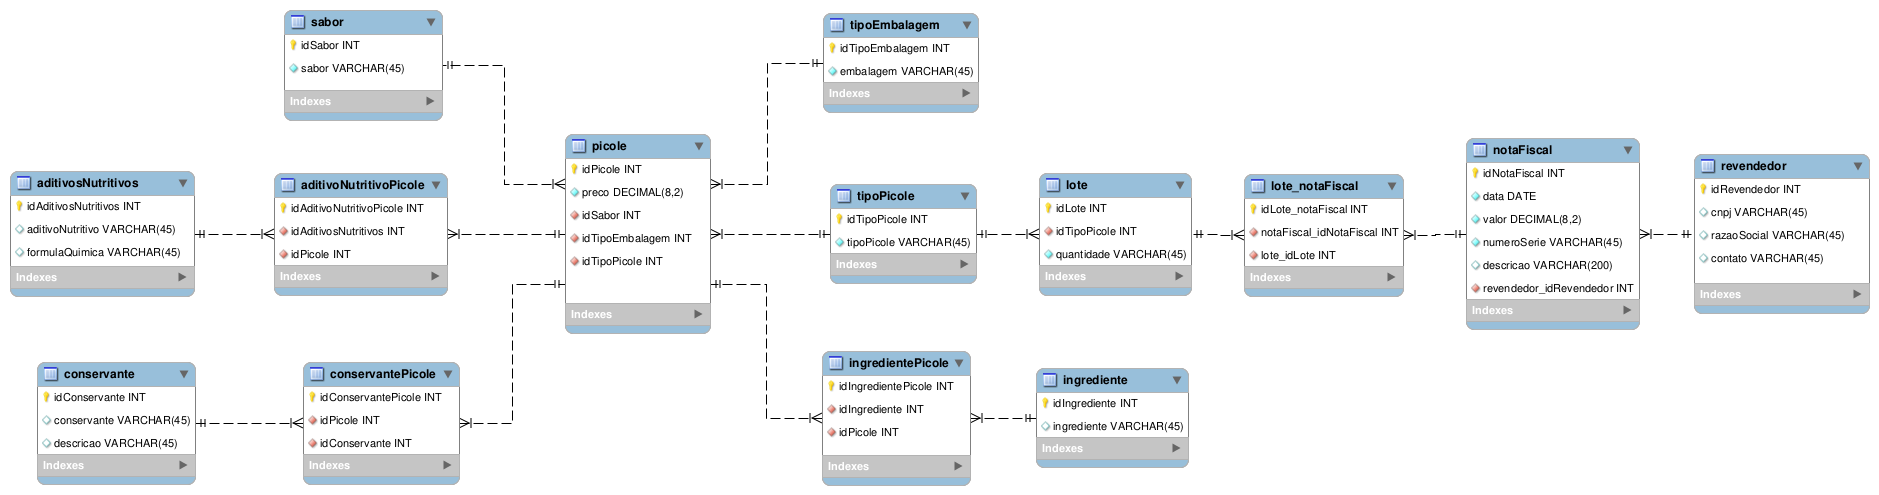 sabor
idSabor INT
sabor VARCHAR(45)
Indexes
tipoEmbalagem
idTipoEmbalagem INT
embalagem VARCHAR(45)
Indexes
picole
idPicole INT
preco DECIMAL(8,2)
idSabor INT
idTipoEmbalagem INT
idTipoPicole INT
Indexes
aditivosNutritivos
idAditivosNutritivos INT
aditivoNutritivo VARCHAR(45)
formulaQuimica VARCHAR(45)
Indexes
aditivoNutritivoPicole
idAditivoNutritivoPicole INT
idAditivosNutritivos INT
idPicole INT
Indexes
tipoPicole
idTipoPicole INT
tipoPicole VARCHAR(45)
Indexes
lote
idLote INT
idTipoPicole INT
quantidade VARCHAR(45)
Indexes
lote_notaFiscal
idLote_notaFiscal INT
notaFiscal_idNotaFiscal INT
lote_idLote INT
Indexes
notaFiscal
idNotaFiscal INT
data DATE
valor DECIMAL(8,2)
numeroSerie VARCHAR(45)
descricao VARCHAR(200)
revendedor_idRevendedor INT
Indexes
revendedor
idRevendedor INT
cnpj VARCHAR(45)
razaoSocial VARCHAR(45)
contato VARCHAR(45)
Indexes
conservante
idConservante INT
conservante VARCHAR(45)
descricao VARCHAR(45)
Indexes
conservantePicole
idConservantePicole INT
idPicole INT
idConservante INT
Indexes
ingredientePicole
idIngredientePicole INT
idIngrediente INT
idPicole INT
Indexes
ingrediente
idIngrediente INT
ingrediente VARCHAR(45)
Indexes